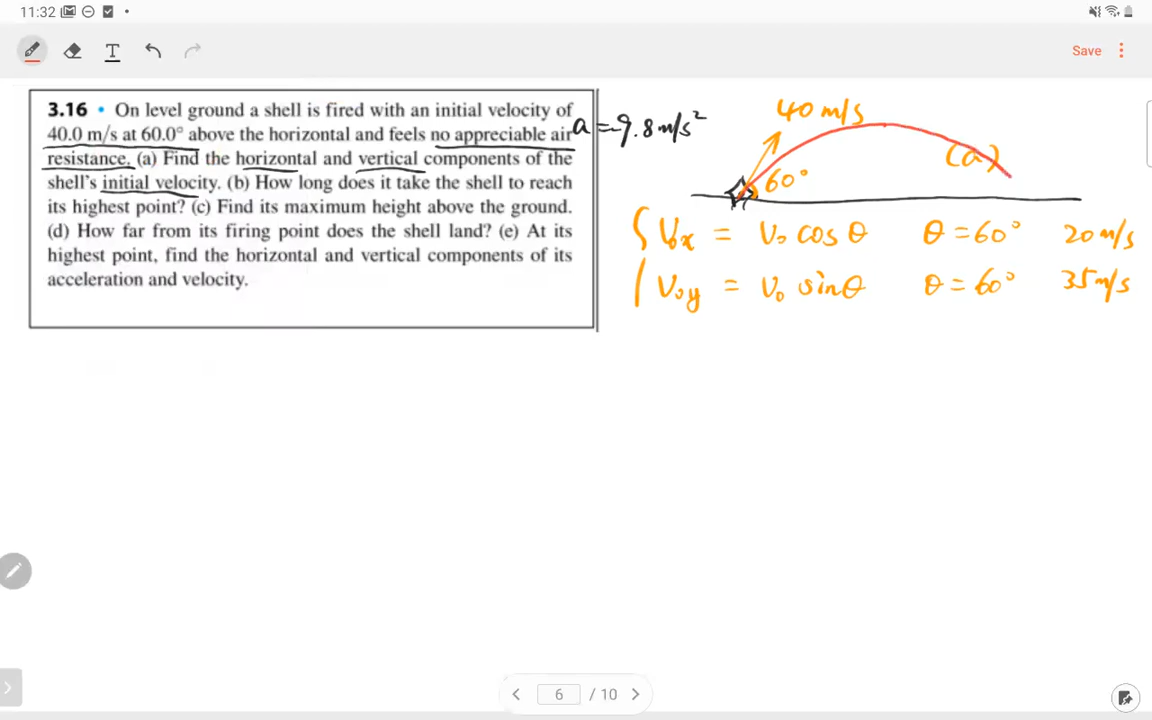 11:32
T
Save
3.16 • On level ground a shell is fired with an initial velocity of
40.0 m/s at 60.0° above the horizontal and feels no appreciable air
resistance. (a) Find the horizontal and vertical components of the
shell's initial velocity. (b) How long does it take the shell to reach
its highest point? (c) Find its maximum height above the ground.
(d) How far from its firing point does the shell land? (e) At its
highest point, find the horizontal and vertical components of its
acceleration and velocity.
a = -9.8 m/s²
40 m/s
60°
(a)
V₀x = V₀ cos θ θ = 60° 20 m/s
V₀y = V₀ sin θ θ = 60° 35 m/s
6 / 10